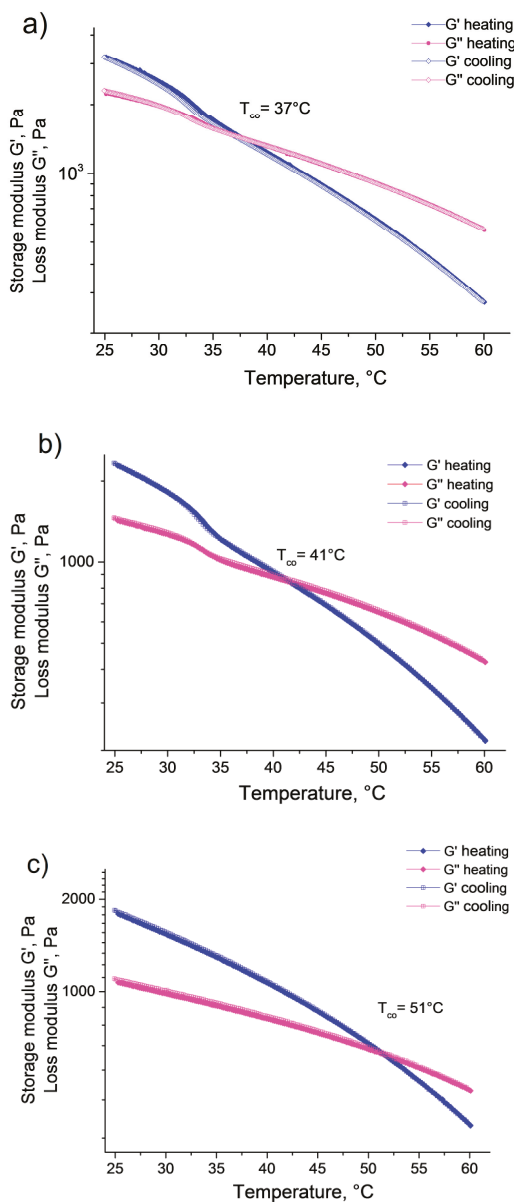 a)
G' heating
G'' heating
G' cooling
G'' cooling
T_co = 37°C
10³
Storage modulus G', Pa
Loss modulus G'', Pa
25 30 35 40 45 50 55 60
Temperature, °C
b)
G' heating
G'' heating
G' cooling
G'' cooling
T_co = 41°C
1000
Storage modulus G', Pa
Loss modulus G'', Pa
25 30 35 40 45 50 55 60
Temperature, °C
c)
G' heating
G'' heating
G' cooling
G'' cooling
2000
1000
T_co = 51°C
Storage modulus G', Pa
Loss modulus G'', Pa
25 30 35 40 45 50 55 60
Temperature, °C